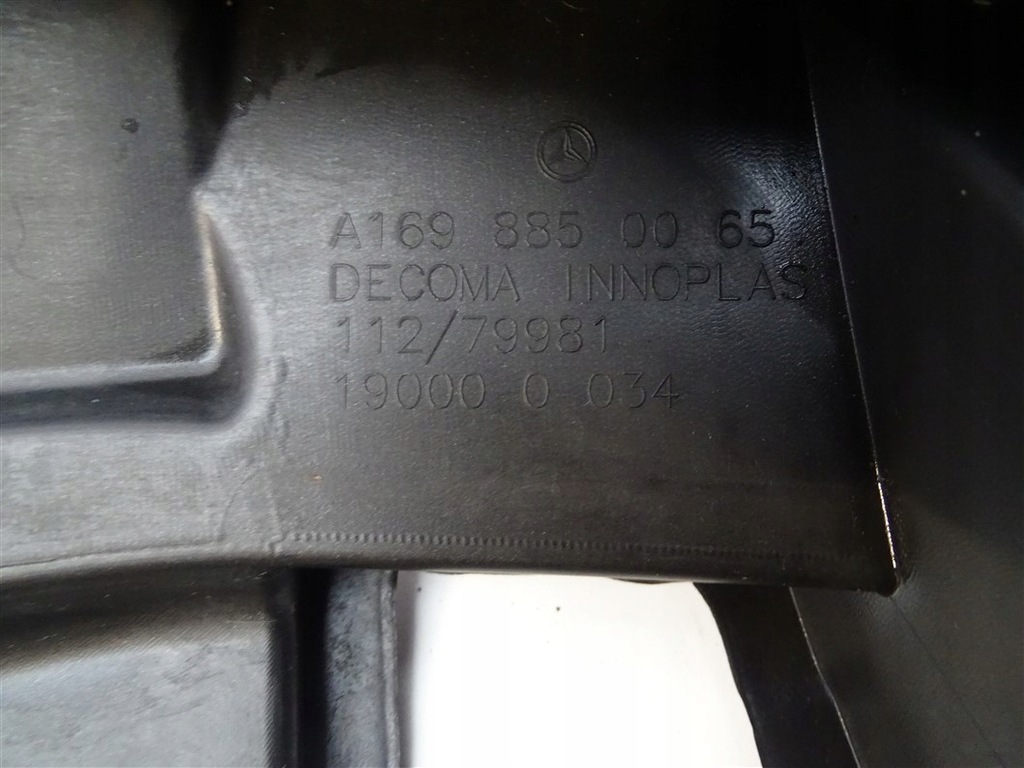 A169 885 00 65
DECOMA INNOPLAS
112/79981
19000 0 034